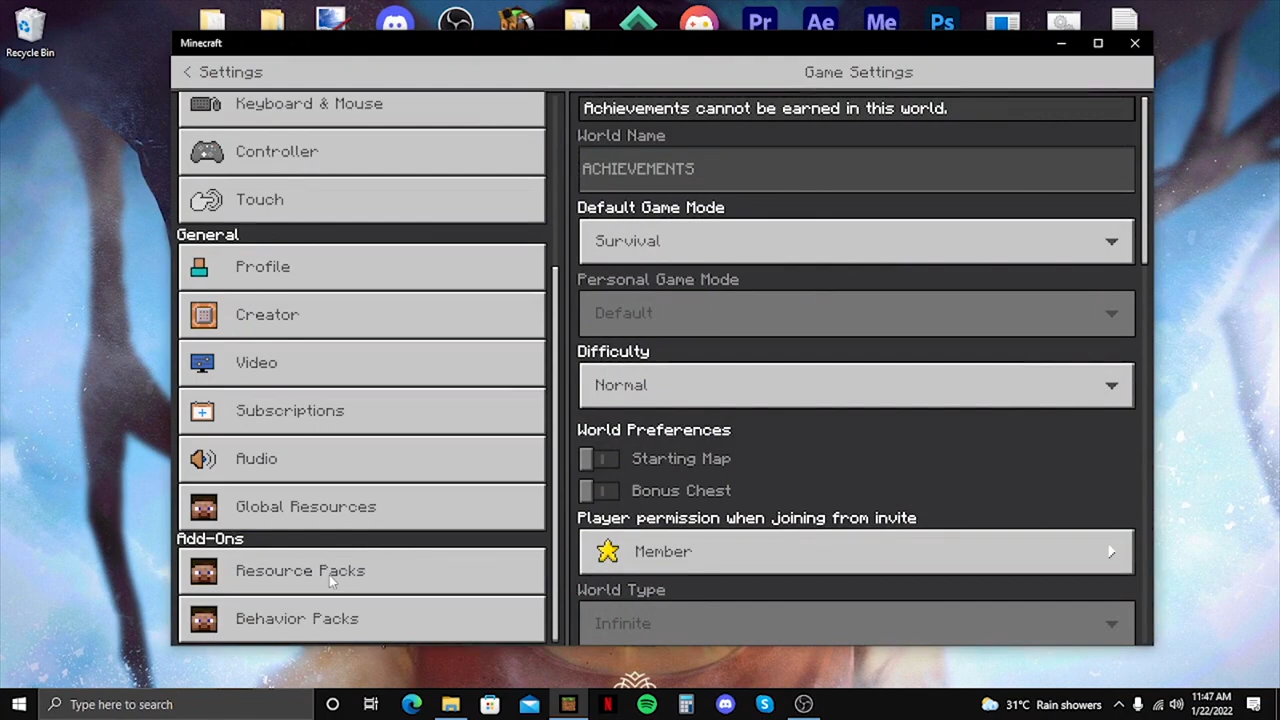 Recycle Bin
Pr
Ae
Me
Ps
Minecraft
Settings
Game Settings
Keyboard & Mouse
Controller
Touch
General
Profile
Creator
Video
Subscriptions
Audio
Global Resources
Add-Ons
Resource Packs
Behavior Packs
Achievements cannot be earned in this world.
World Name
ACHIEVEMENTS
Default Game Mode
Survival
Personal Game Mode
Default
Difficulty
Normal
World Preferences
Starting Map
Bonus Chest
Player permission when joining from invite
Member
World Type
Infinite
Type here to search
N
S
31°C Rain showers
11:47 AM
1/22/2022